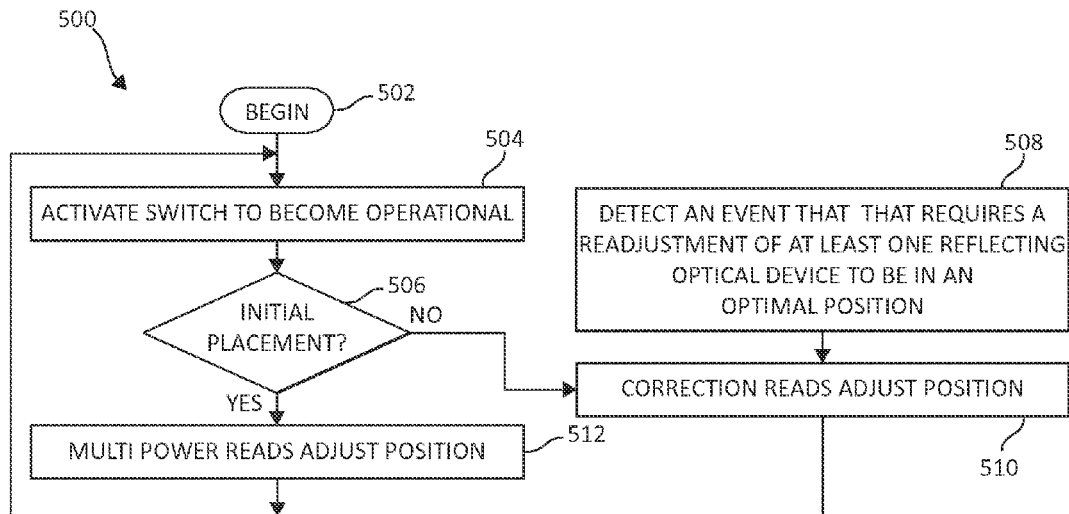 500
BEGIN
502
504
ACTIVATE SWITCH TO BECOME OPERATIONAL
506
INITIAL
PLACEMENT?
NO
YES
MULTI POWER READS ADJUST POSITION
512
508
DETECT AN EVENT THAT THAT REQUIRES A
READJUSTMENT OF AT LEAST ONE REFLECTING
OPTICAL DEVICE TO BE IN AN
OPTIMAL POSITION
CORRECTION READS ADJUST POSITION
510